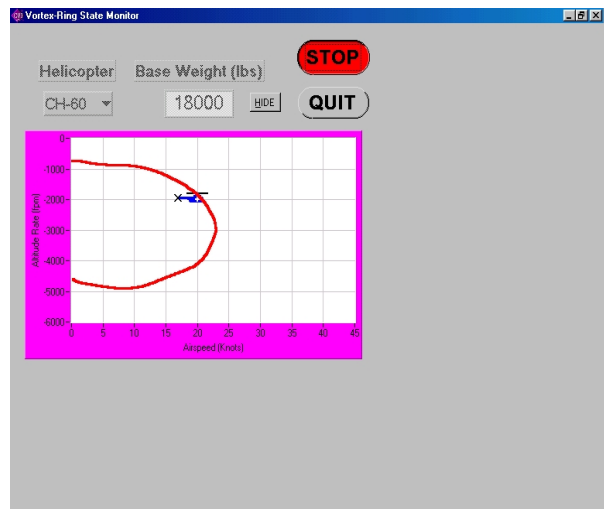 Vortex-Ring State Monitor
STOP
Helicopter Base Weight (lbs)
CH-60 18000 HIDE QUIT
0-
-1000-
-2000-
-3000-
-4000-
-5000-
-6000-
Altitude Rate (fpm)
0 5 10 15 20 25 30 35 40 45
Airspeed (Knots)